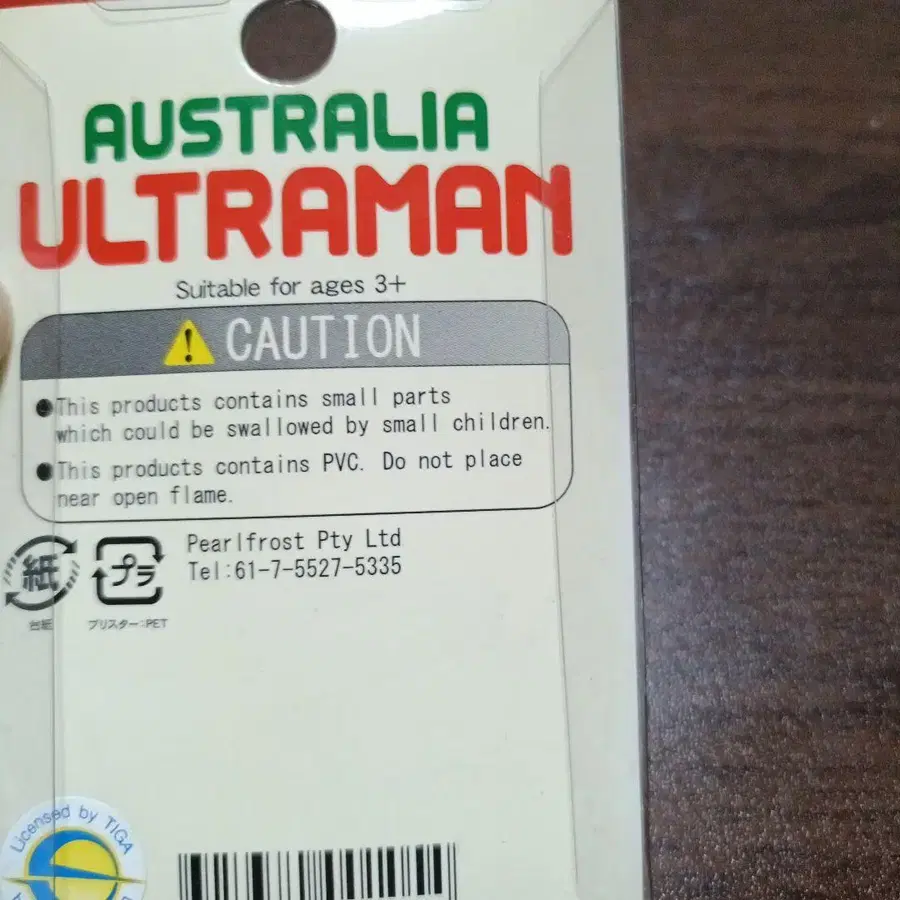 AUSTRALIA
ULTRAMAN
Suitable for ages 3+
CAUTION
●This products contains small parts
which could be swallowed by small children.
●This products contains PVC. Do not place
near open flame.
紙
プラ
台紙
ブリスター:PET
Pearlfrost Pty Ltd
Tel:61-7-5527-5335
Licensed by TIGA